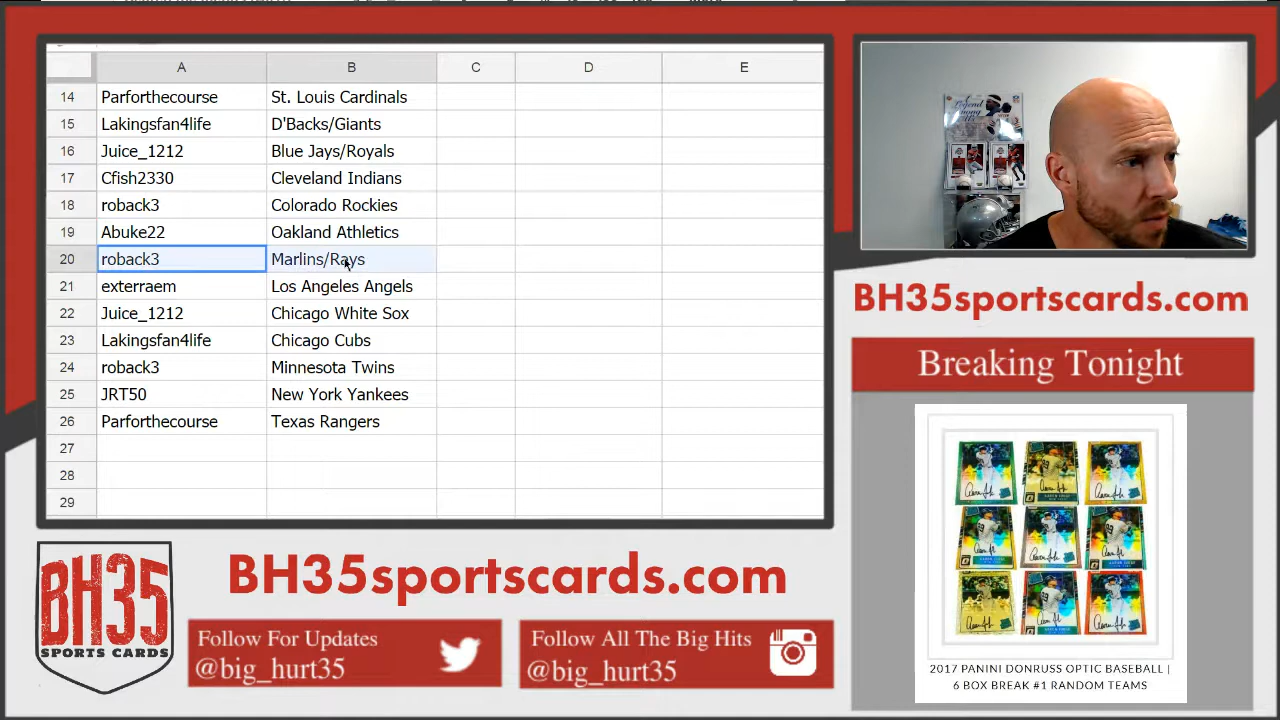 A B C D E
14 Parforthecourse St. Louis Cardinals
15 Lakingsfan4life D'Backs/Giants
16 Juice_1212 Blue Jays/Royals
17 Cfish2330 Cleveland Indians
18 roback3 Colorado Rockies
19 Abuke22 Oakland Athletics
20 roback3 Marlins/Rays
21 exterraem Los Angeles Angels
22 Juice_1212 Chicago White Sox
23 Lakingsfan4life Chicago Cubs
24 roback3 Minnesota Twins
25 JRT50 New York Yankees
26 Parforthecourse Texas Rangers
27
28
29
BH35sportscards.com
Breaking Tonight
2017 PANINI DONRUSS OPTIC BASEBALL |
6 BOX BREAK #1 RANDOM TEAMS
BH35
SPORTS CARDS
BH35sportscards.com
Follow For Updates
@big_hurt35
Follow All The Big Hits
@big_hurt35